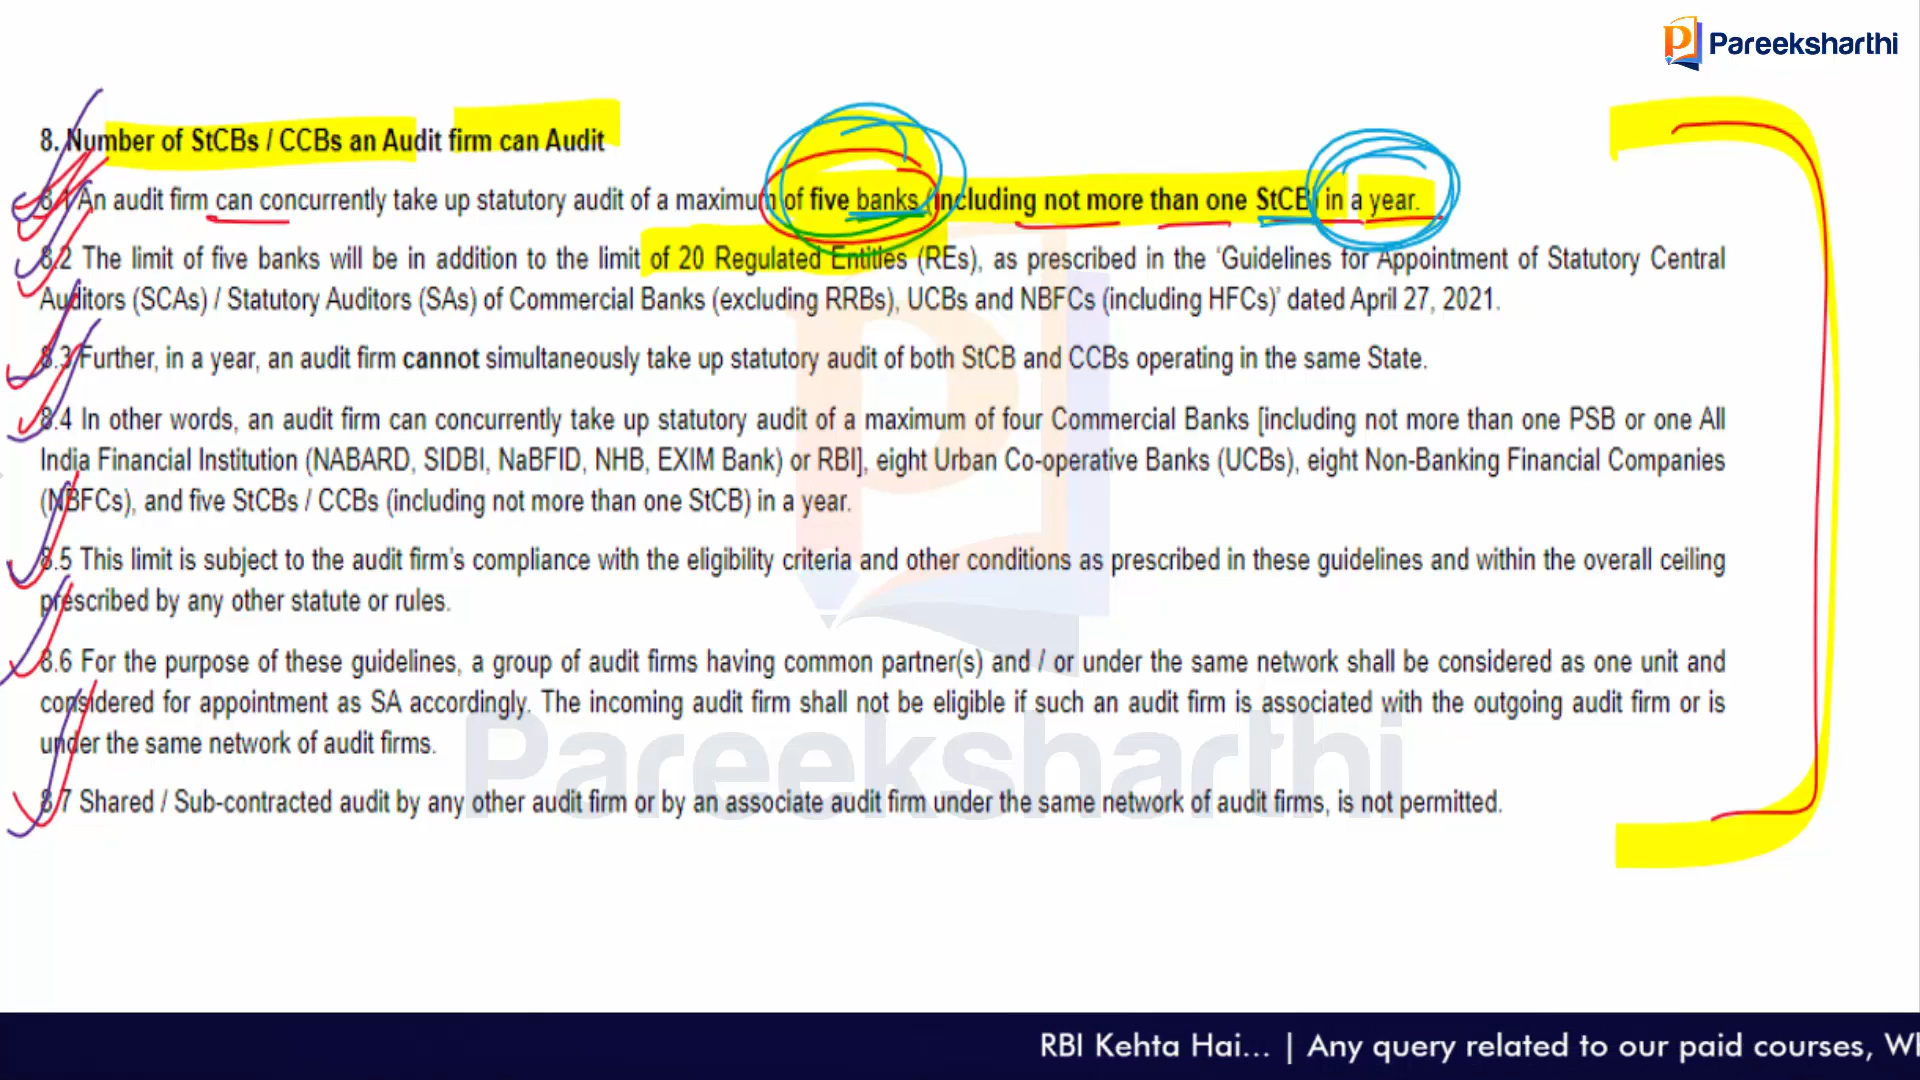 Pareeksharthi
8. Number of StCBs / CCBs an Audit firm can Audit
8.1 An audit firm can concurrently take up statutory audit of a maximum of five banks (including not more than one StCB) in a year.
8.2 The limit of five banks will be in addition to the limit of 20 Regulated Entities (REs), as prescribed in the ‘Guidelines for Appointment of Statutory Central
Auditors (SCAs) / Statutory Auditors (SAs) of Commercial Banks (excluding RRBs), UCBs and NBFCs (including HFCs)’ dated April 27, 2021.
8.3 Further, in a year, an audit firm cannot simultaneously take up statutory audit of both StCB and CCBs operating in the same State.
8.4 In other words, an audit firm can concurrently take up statutory audit of a maximum of four Commercial Banks [including not more than one PSB or one All
India Financial Institution (NABARD, SIDBI, NaBFID, NHB, EXIM Bank) or RBI], eight Urban Co-operative Banks (UCBs), eight Non-Banking Financial Companies
(NBFCs), and five StCBs / CCBs (including not more than one StCB) in a year.
8.5 This limit is subject to the audit firm’s compliance with the eligibility criteria and other conditions as prescribed in these guidelines and within the overall ceiling
prescribed by any other statute or rules.
8.6 For the purpose of these guidelines, a group of audit firms having common partner(s) and / or under the same network shall be considered as one unit and
considered for appointment as SA accordingly. The incoming audit firm shall not be eligible if such an audit firm is associated with the outgoing audit firm or is
under the same network of audit firms.
8.7 Shared / Sub-contracted audit by any other audit firm or by an associate audit firm under the same network of audit firms, is not permitted.
Pareeksharthi
RBI Kehta Hai... | Any query related to our paid courses,